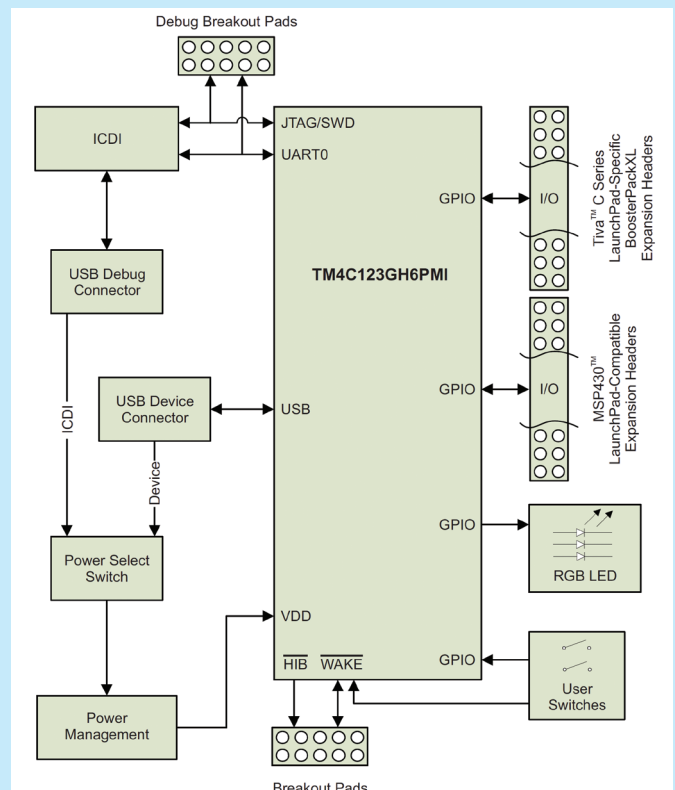 Debug Breakout Pads
ICDI
JTAG/SWD
UART0
GPIO
I/O
Tiva™ C Series
LaunchPad-Specific
BoosterPackXL
Expansion Headers
USB Debug
Connector
TM4C123GH6PMI
ICDI
USB Device
Connector
USB
Device
GPIO
I/O
MSP430™
LaunchPad-Compatible
Expansion Headers
GPIO
RGB LED
Power Select
Switch
VDD
HIB WAKE
GPIO
User
Switches
Power
Management
Breakout Pads